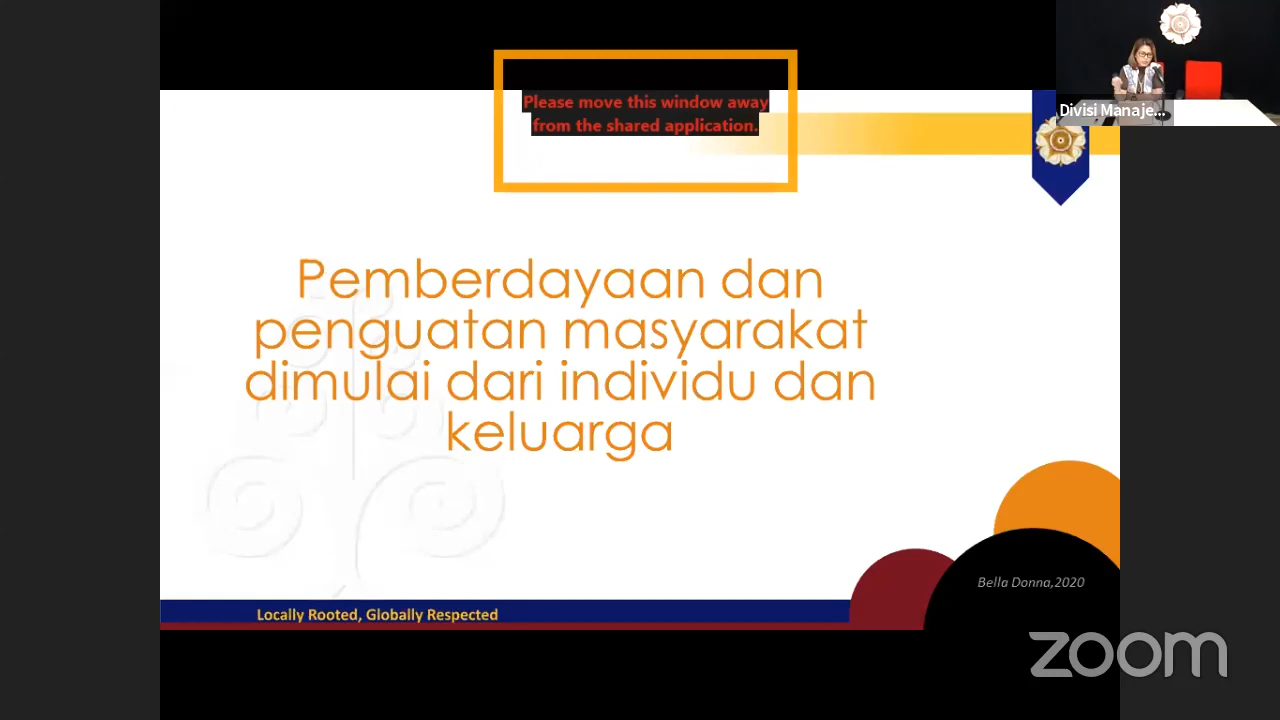 Please move this window away
from the shared application.
Divisi Manaje...
Pemberdayaan dan
penguatan masyarakat
dimulai dari individu dan
keluarga
Bella Donna,2020
Locally Rooted, Globally Respected
zoom